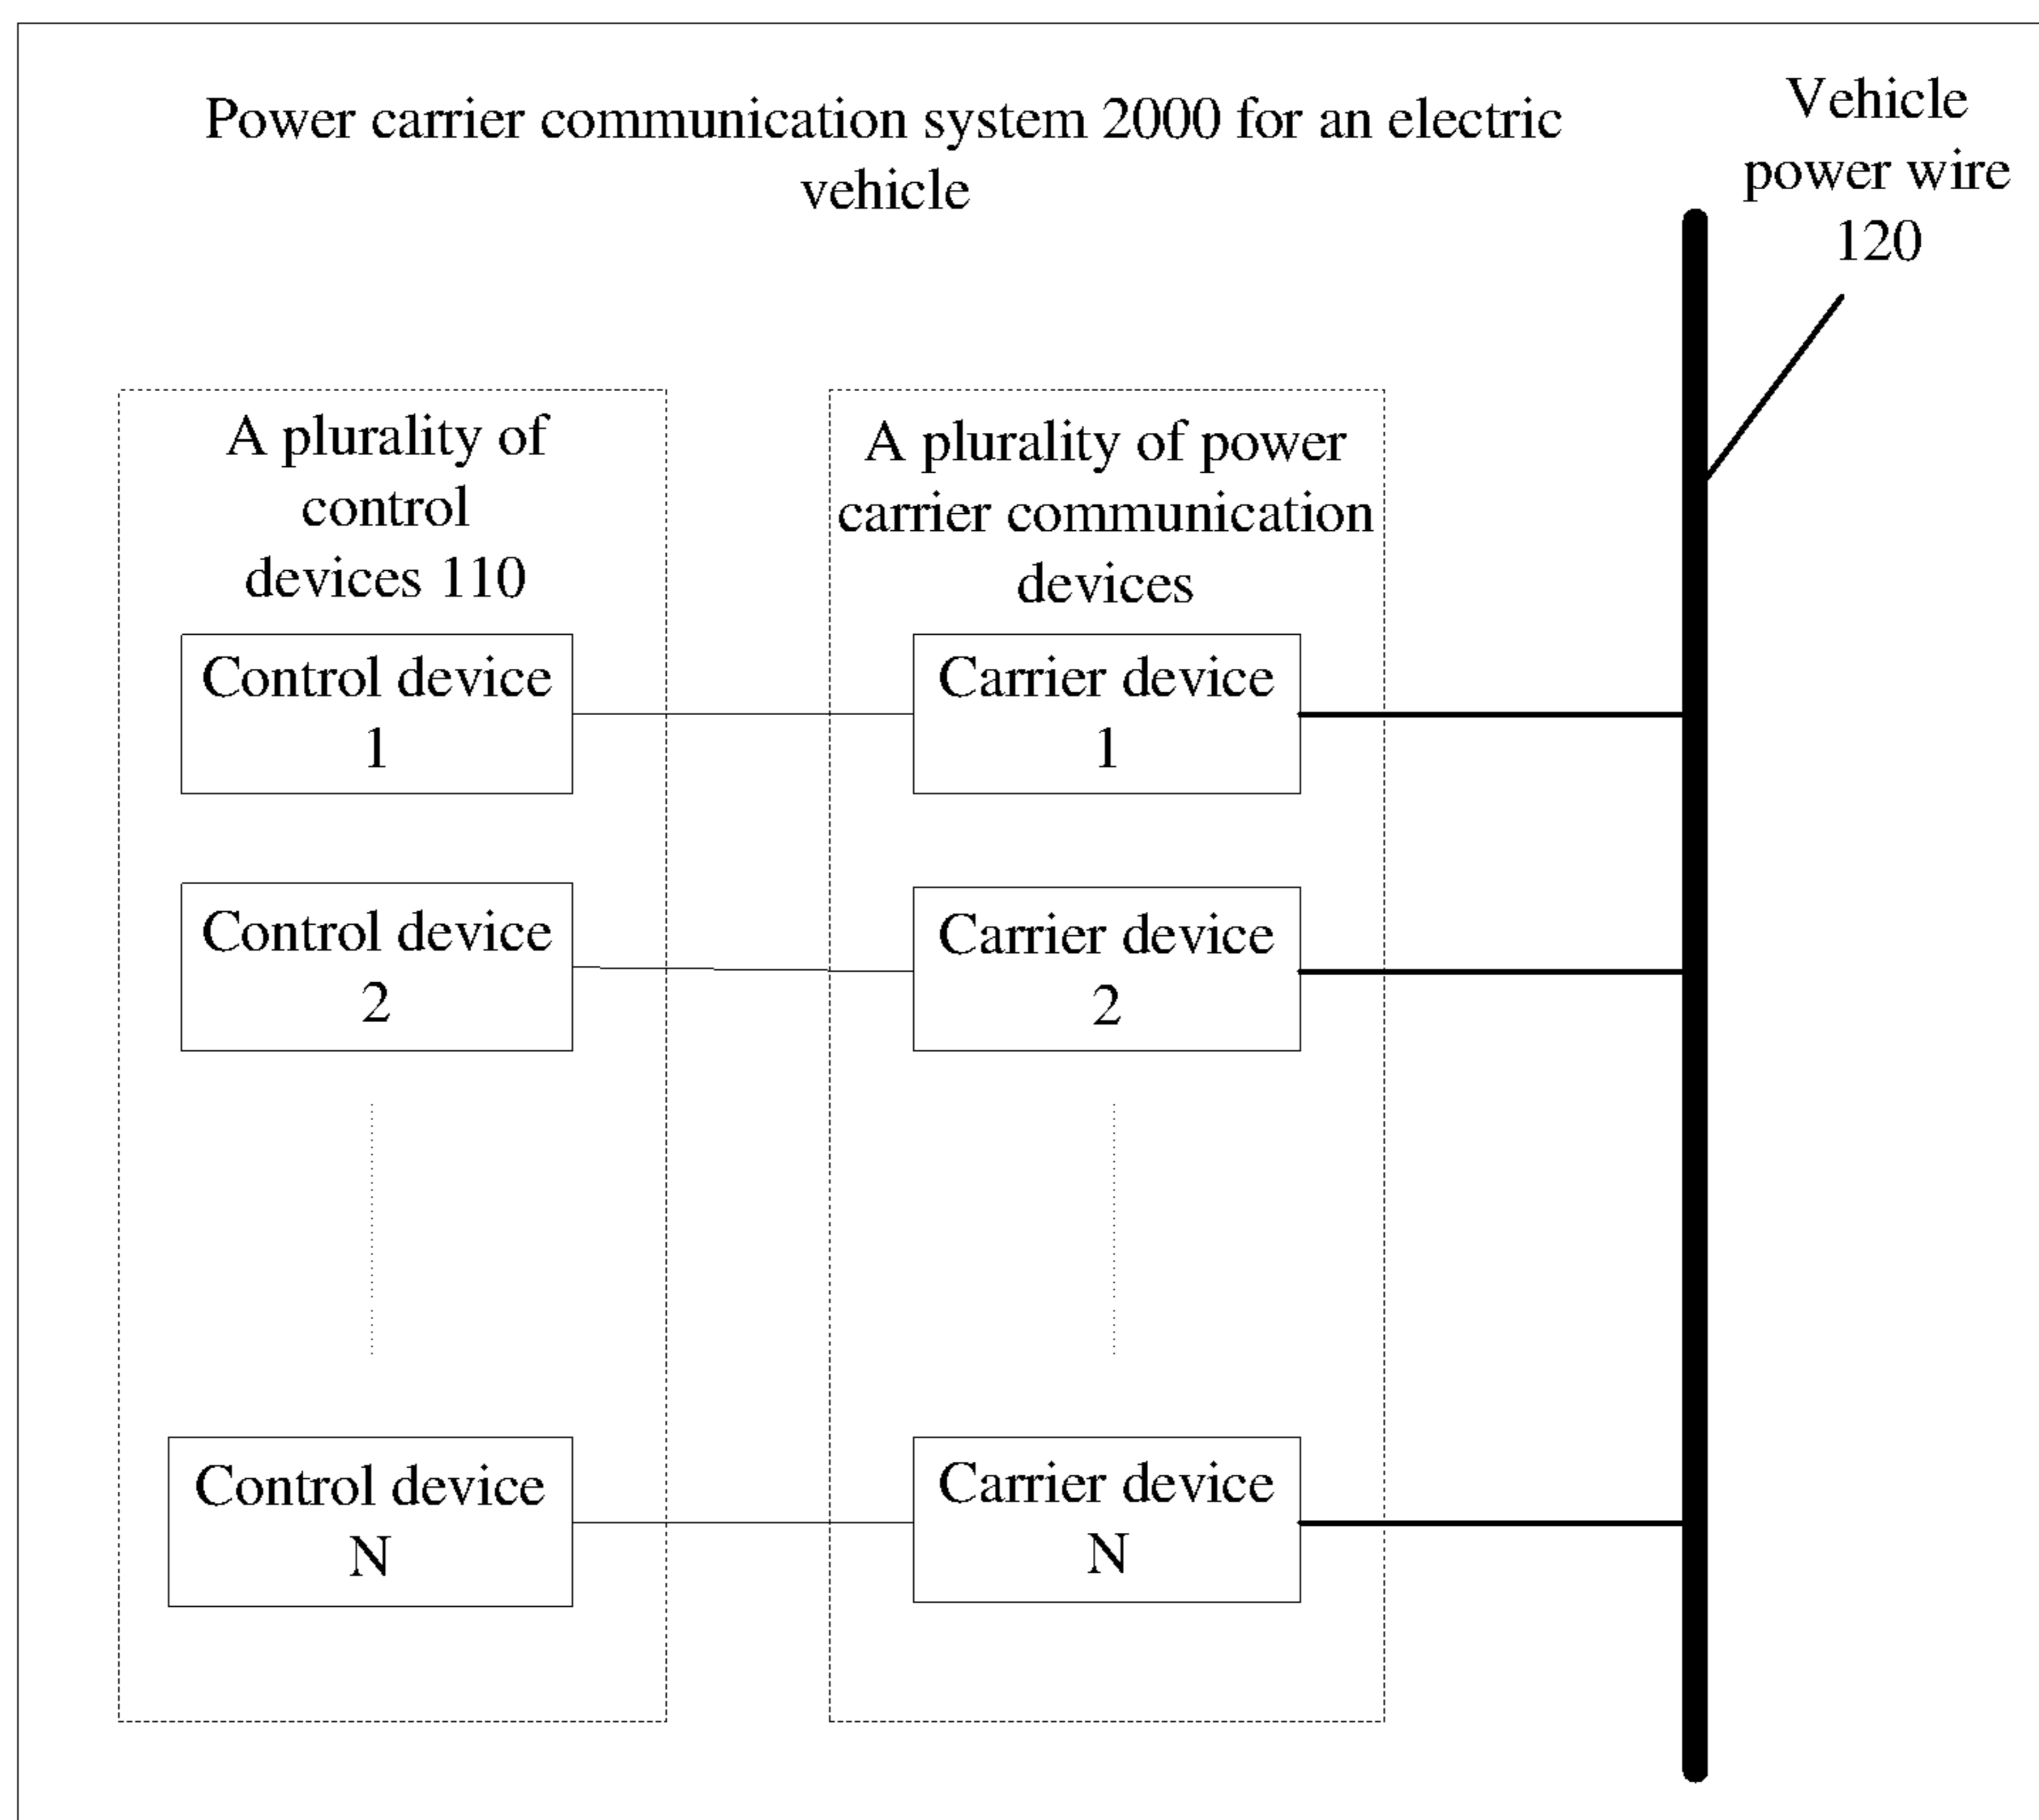 Power carrier communication system 2000 for an electric
vehicle
Vehicle
power wire
120
A plurality of
control
devices 110
A plurality of power
carrier communication
devices
Control device
1
Carrier device
1
Control device
2
Carrier device
2
Control device
N
Carrier device
N